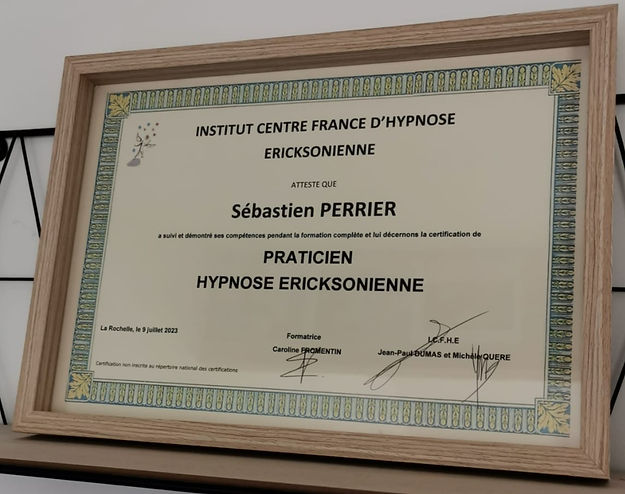 INSTITUT CENTRE FRANCE D'HYPNOSE
ERICKSONIENNE
ATTESTE QUE
Sébastien PERRIER
a suivi et démontré ses compétences pendant la formation complète et lui décernons la certification de
PRATICIEN
HYPNOSE ERICKSONIENNE
La Rochelle, le 9 juillet 2023
Formatrice
Caroline FROMENTIN
I.C.F.H.E
Jean-Paul DUMAS et Michèle QUERE
Certification non inscrite au répertoire national des certifications